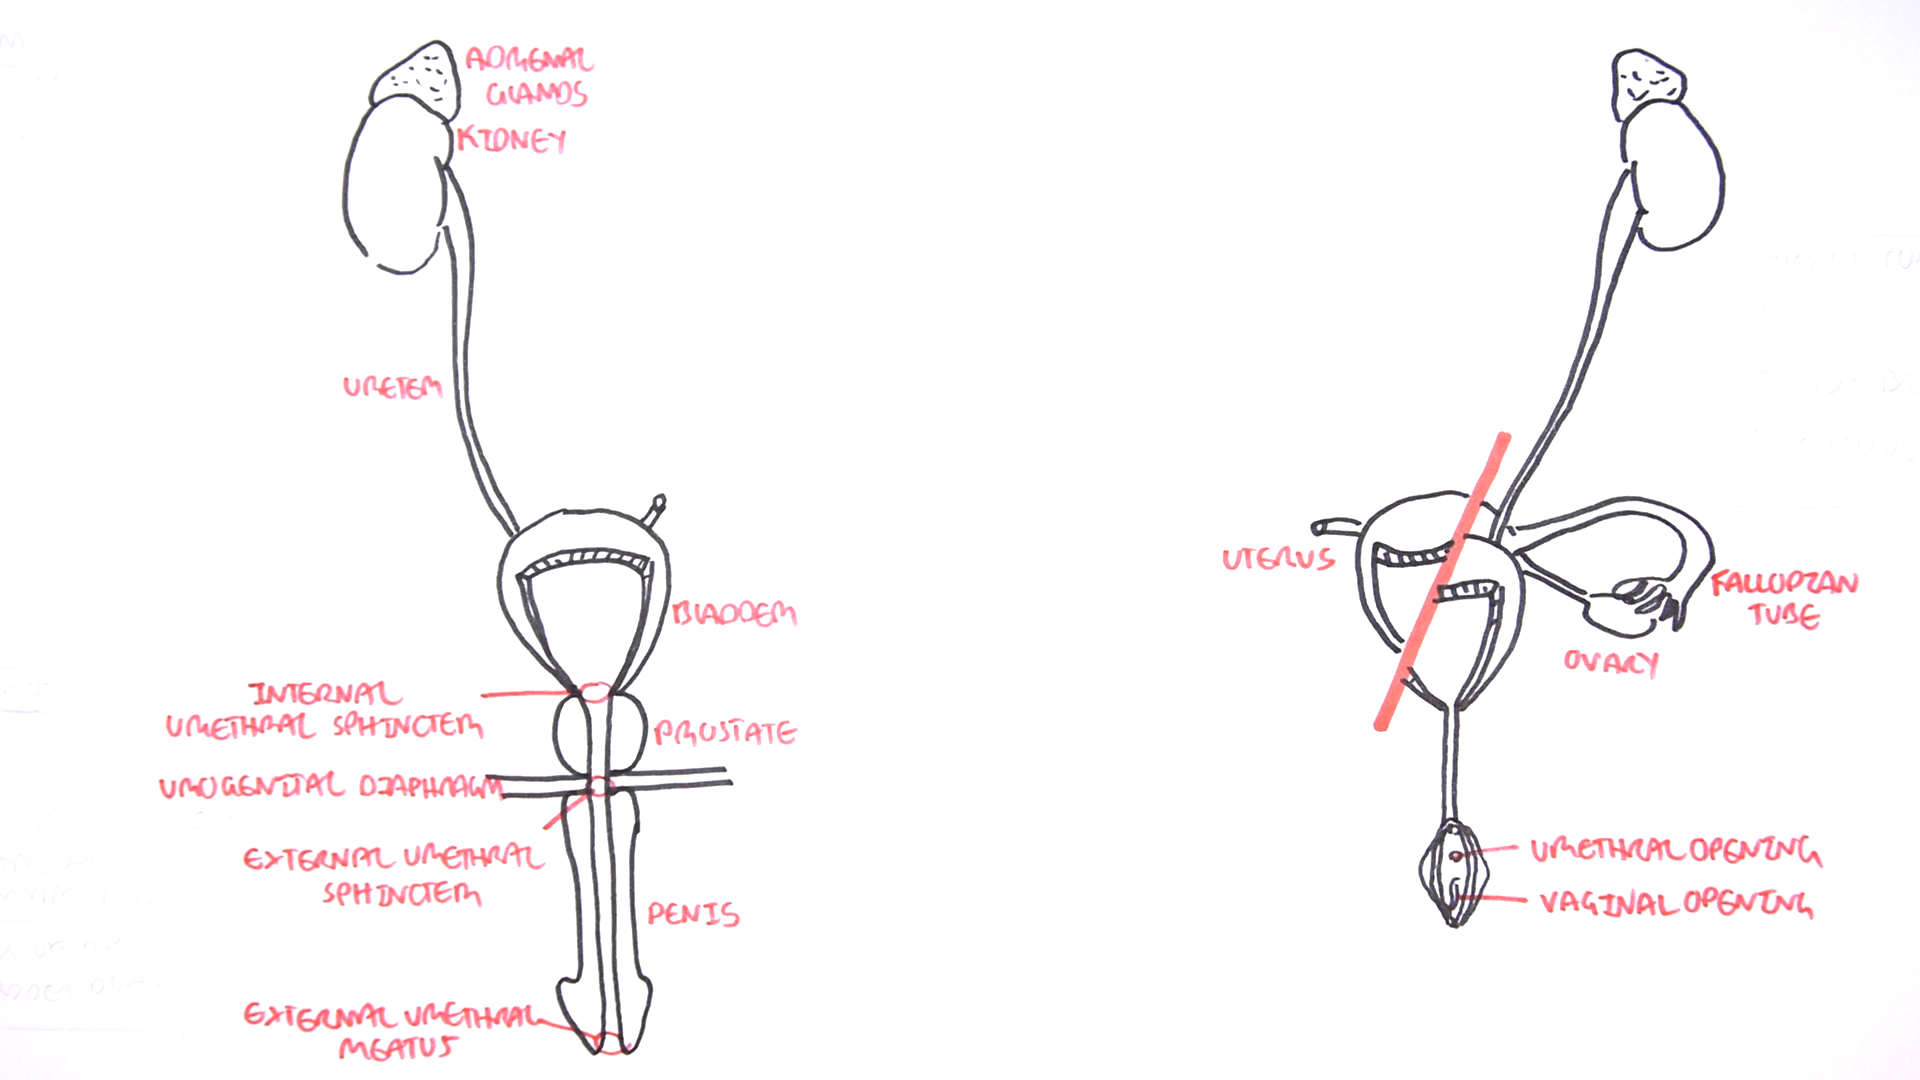 ADRENAL
GLANDS
KIDNEY
URETER
BLADDER
INTERNAL
URETHRAL SPHINCTER
PROSTATE
UROGENITAL DIAPHRAGM
EXTERNAL URETHRAL
SPHINCTER
PENIS
EXTERNAL URETHRAL
MEATUS
UTERUS
FALLOPIAN
TUBE
OVARY
URETHRAL OPENING
VAGINAL OPENING